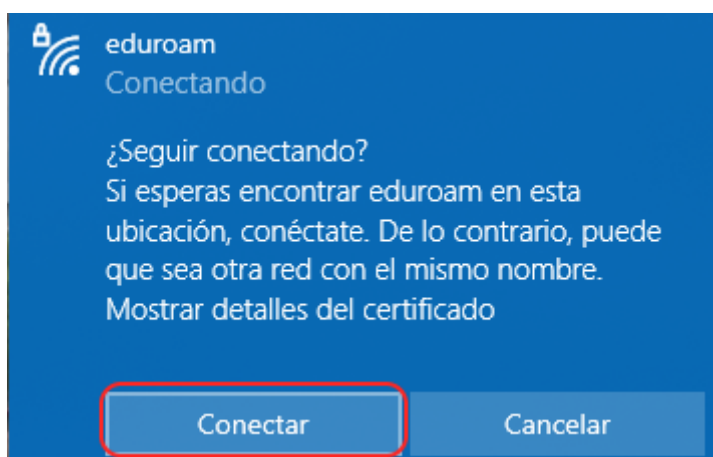 eduroam
Conectando
¿Seguir conectando?
Si esperas encontrar eduroam en esta
ubicación, conéctate. De lo contrario, puede
que sea otra red con el mismo nombre.
Mostrar detalles del certificado
Conectar
Cancelar